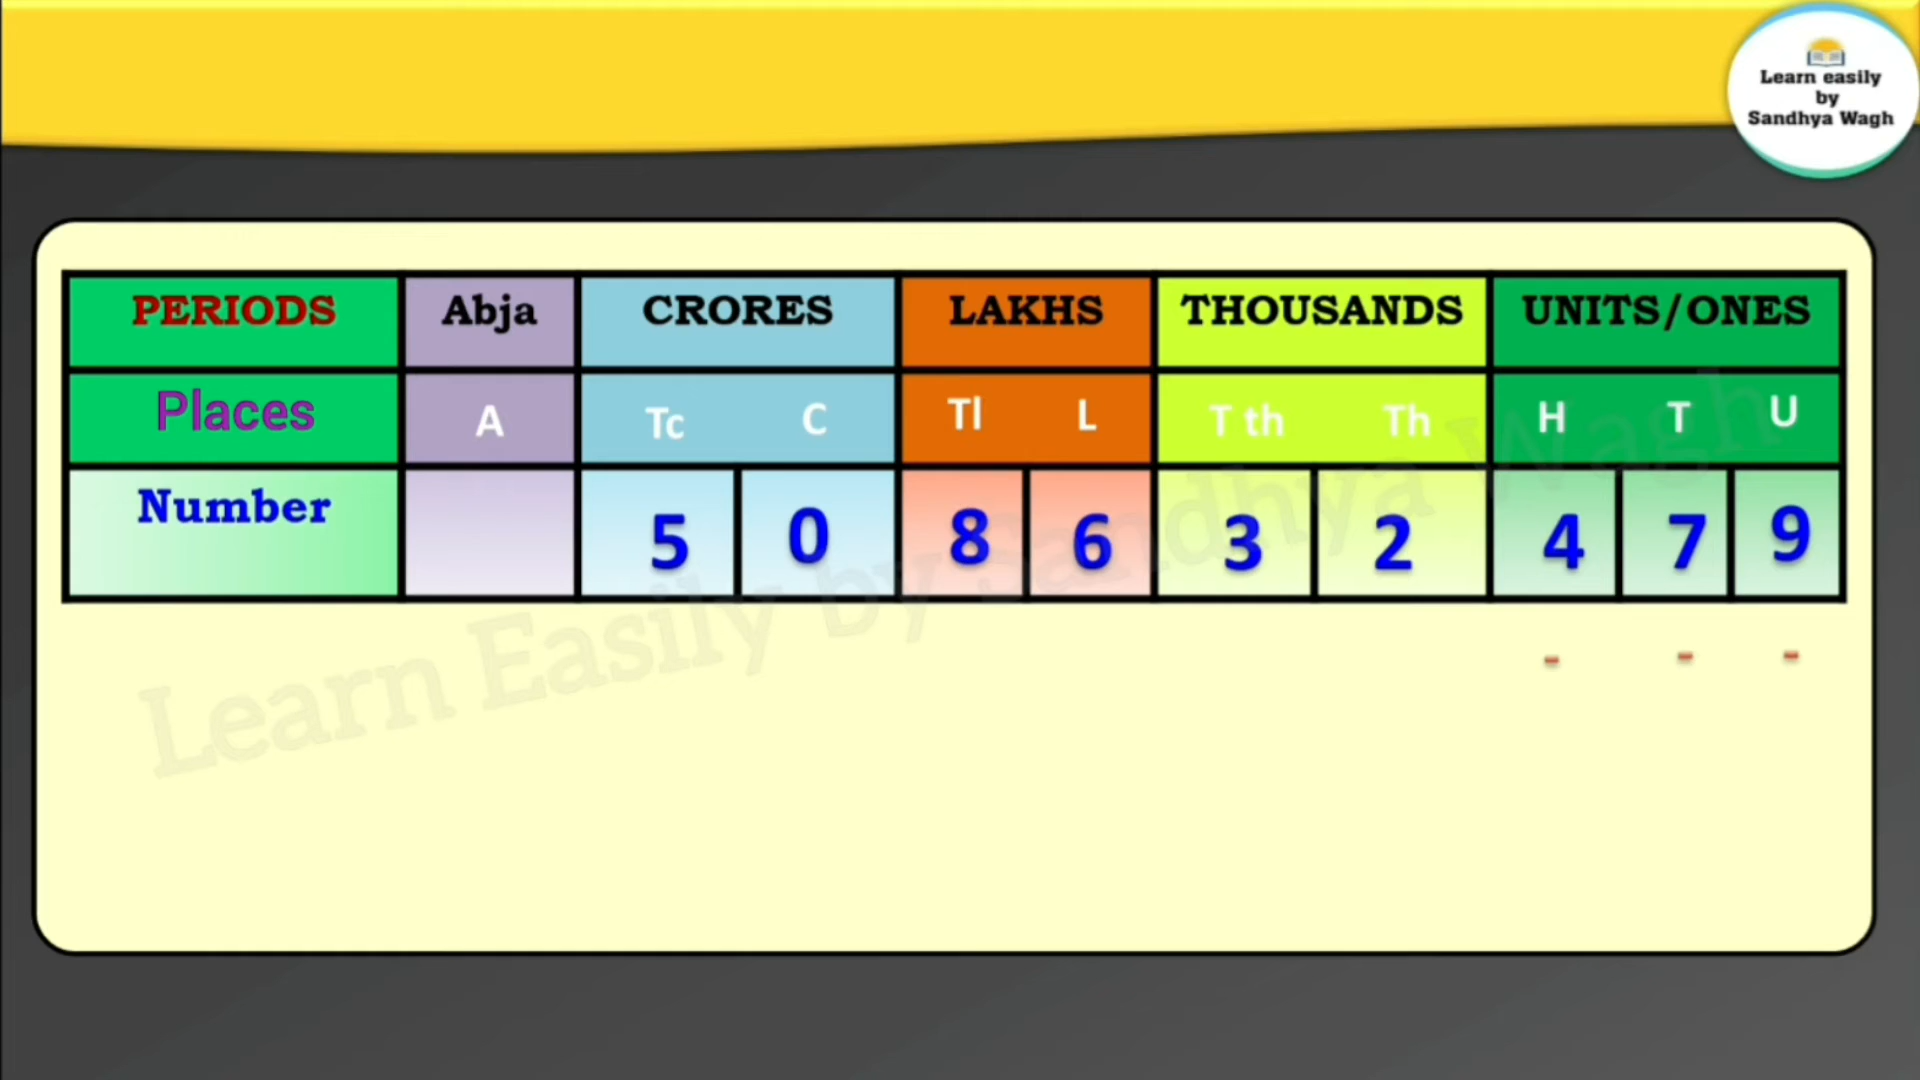 Learn easily
by
Sandhya Wagh
PERIODS Abja CRORES LAKHS THOUSANDS UNITS/ONES
Places A Tc C Tl L T th Th H T U
Number 5 0 8 6 3 2 4 7 9
- - -
Learn Easily by Sandhya Wagh